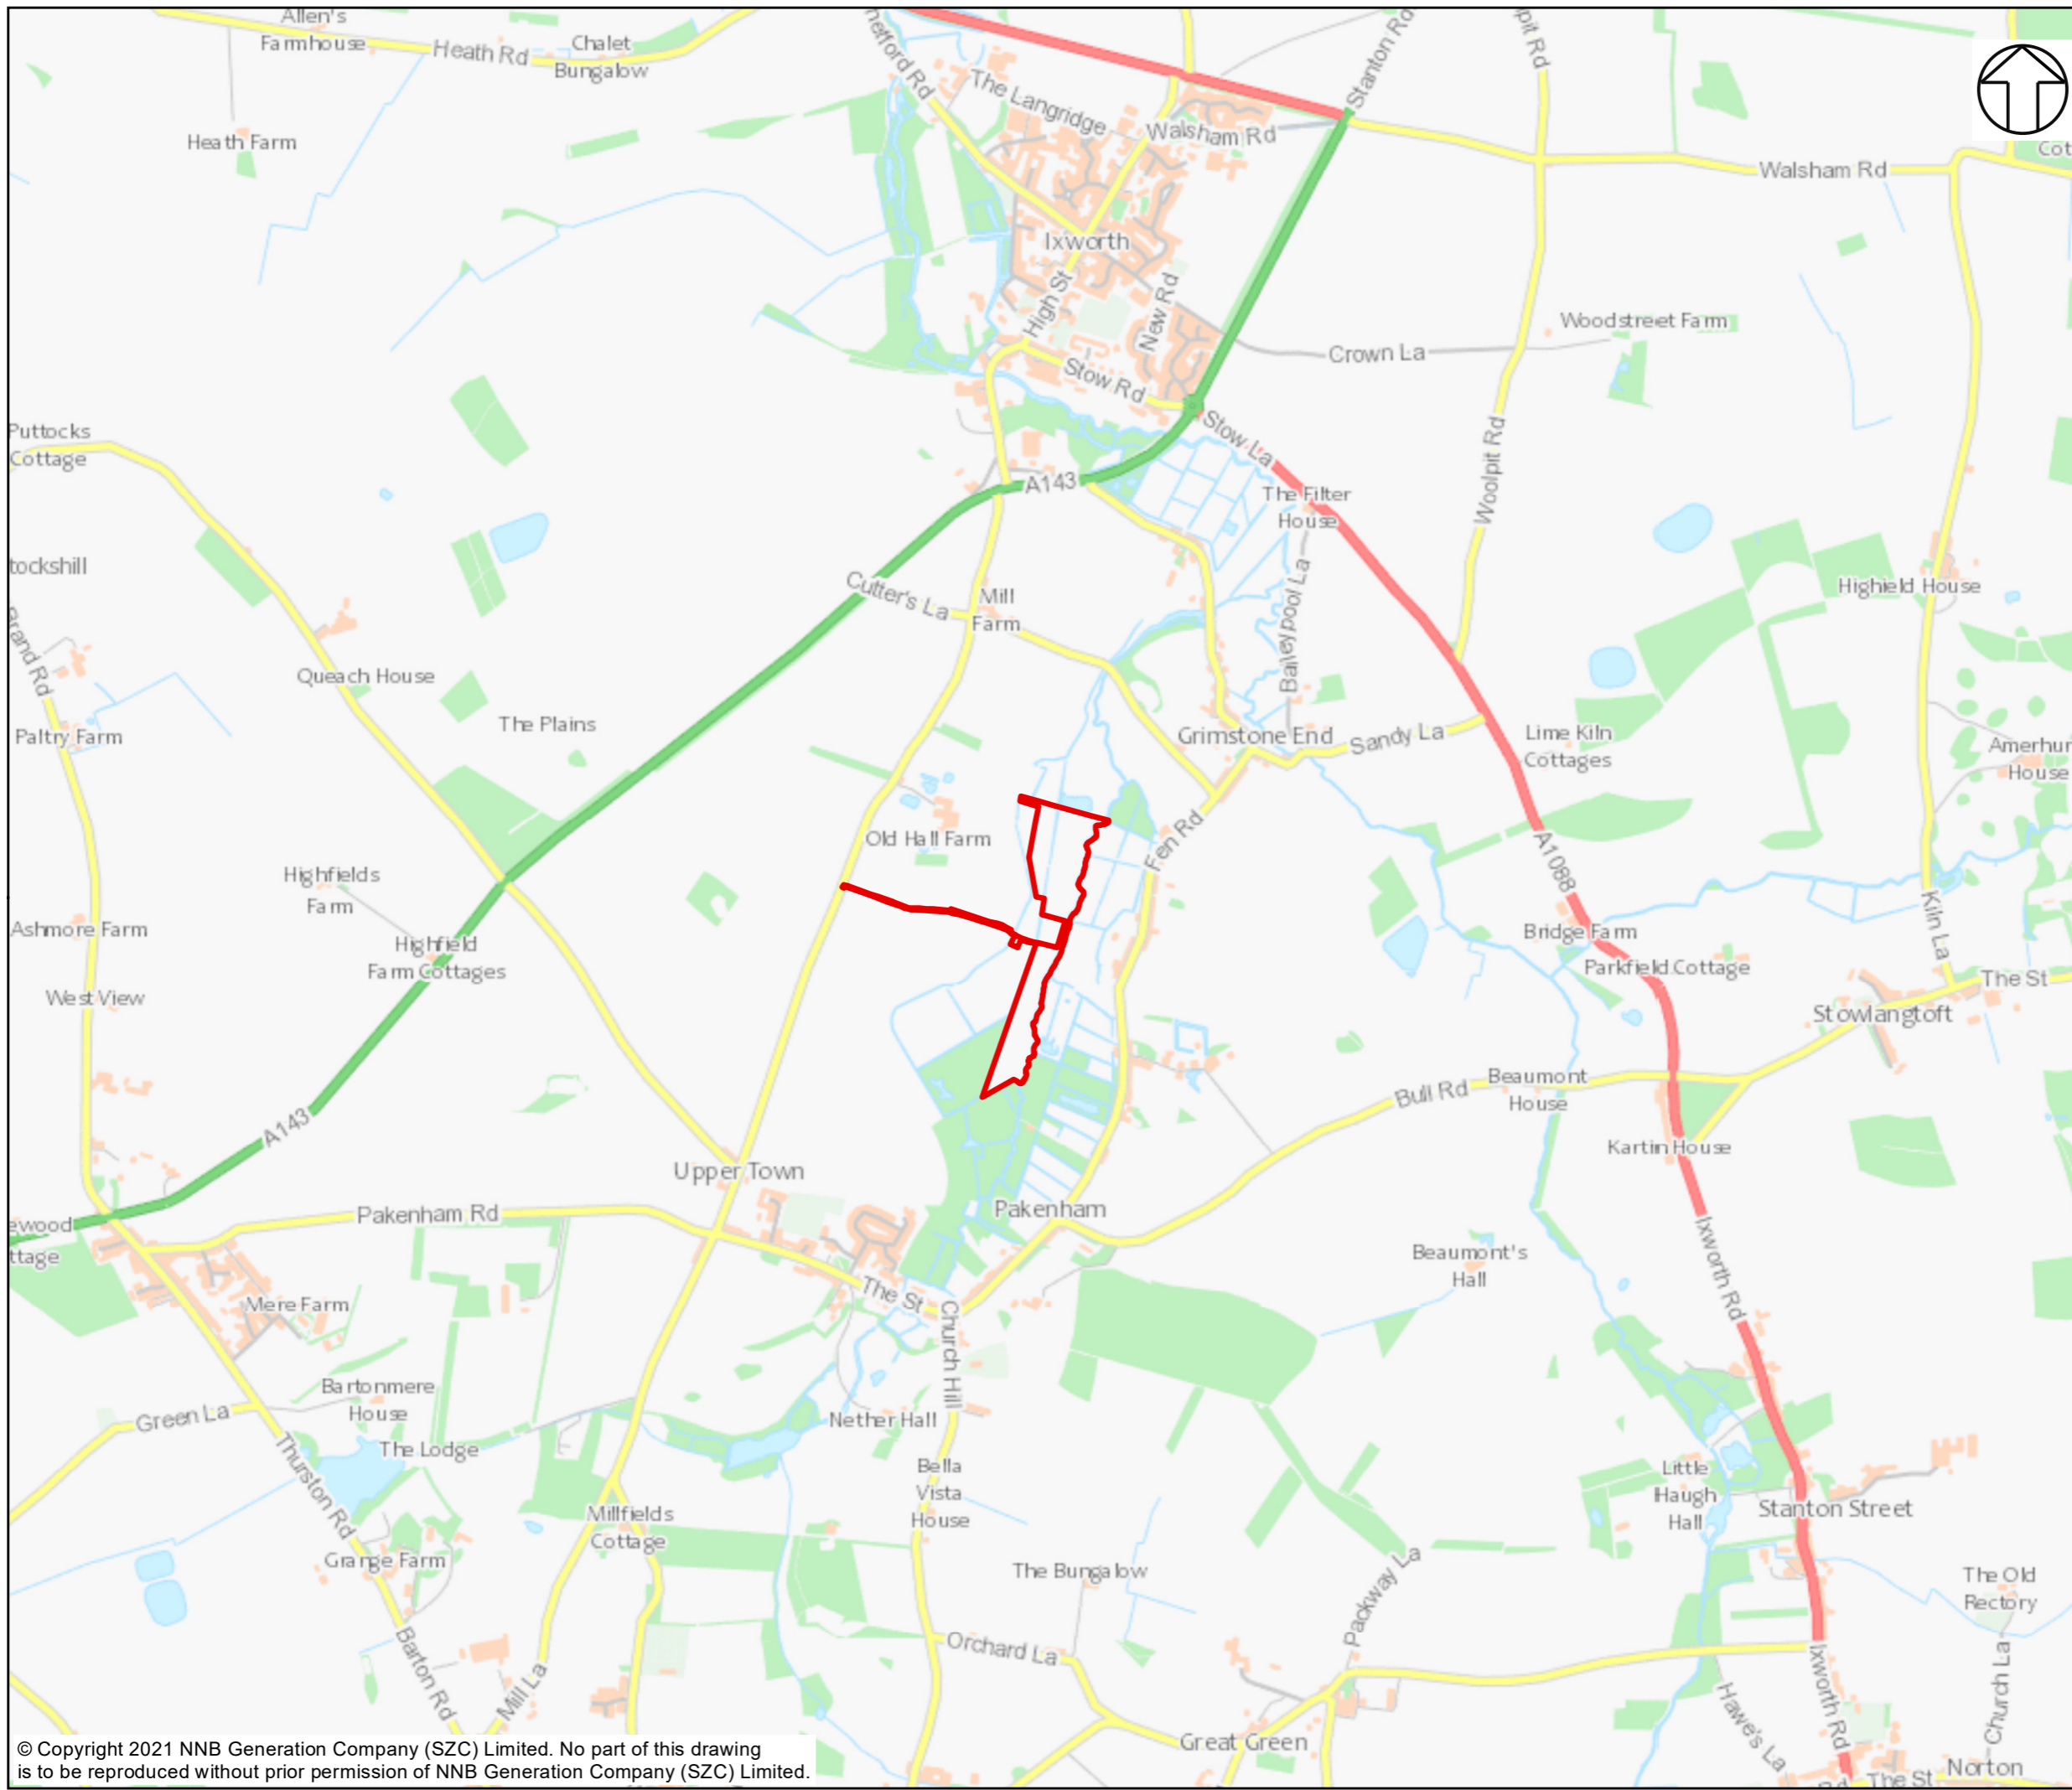 Allen's
Farmhouse
Heath Rd
Chalet
Bungalow
The Langridge
Stanton Rd
Heath Farm
Walsham Rd
Walsham Rd
Ixworth
High St
New Rd
Woodstreet Farm
Crown La
Stow Rd
Stow La
Puttocks
Cottage
A143
The Filter
House
Woolpit Rd
Cutter's La
Mill
Farm
Highield House
Queach House
The Plains
Paltry Farm
Grimstone End
Sandy La
Lime Kiln
Cottages
House
Old Hall Farm
Fen Rd
A1088
Highfields
Farm
Ashmore Farm
Highfield
Farm Cottages
Bridge Farm
Parkfield Cottage
Kiln La
The St
West View
Stowlangtoft
Bull Rd
Beaumont
House
A143
Upper Town
Kartin House
Pakenham Rd
Pakenham
Ixworth Rd
Beaumont's
Hall
Mere Farm
The St
Church Hill
Bartonmere
House
Green La
Nether Hall
The Lodge
Thurston Rd
Bella
Vista
House
Little
Haugh
Hall
Stanton Street
Millfields
Cottage
Grange Farm
The Bungalow
Packway La
The Old
Rectory
Barton Rd
Mill La
Orchard La
Ixworth Rd
Church La
Hawe's La
Great Green
The St
Norton
© Copyright 2021 NNB Generation Company (SZC) Limited. No part of this drawing
is to be reproduced without prior permission of NNB Generation Company (SZC) Limited.